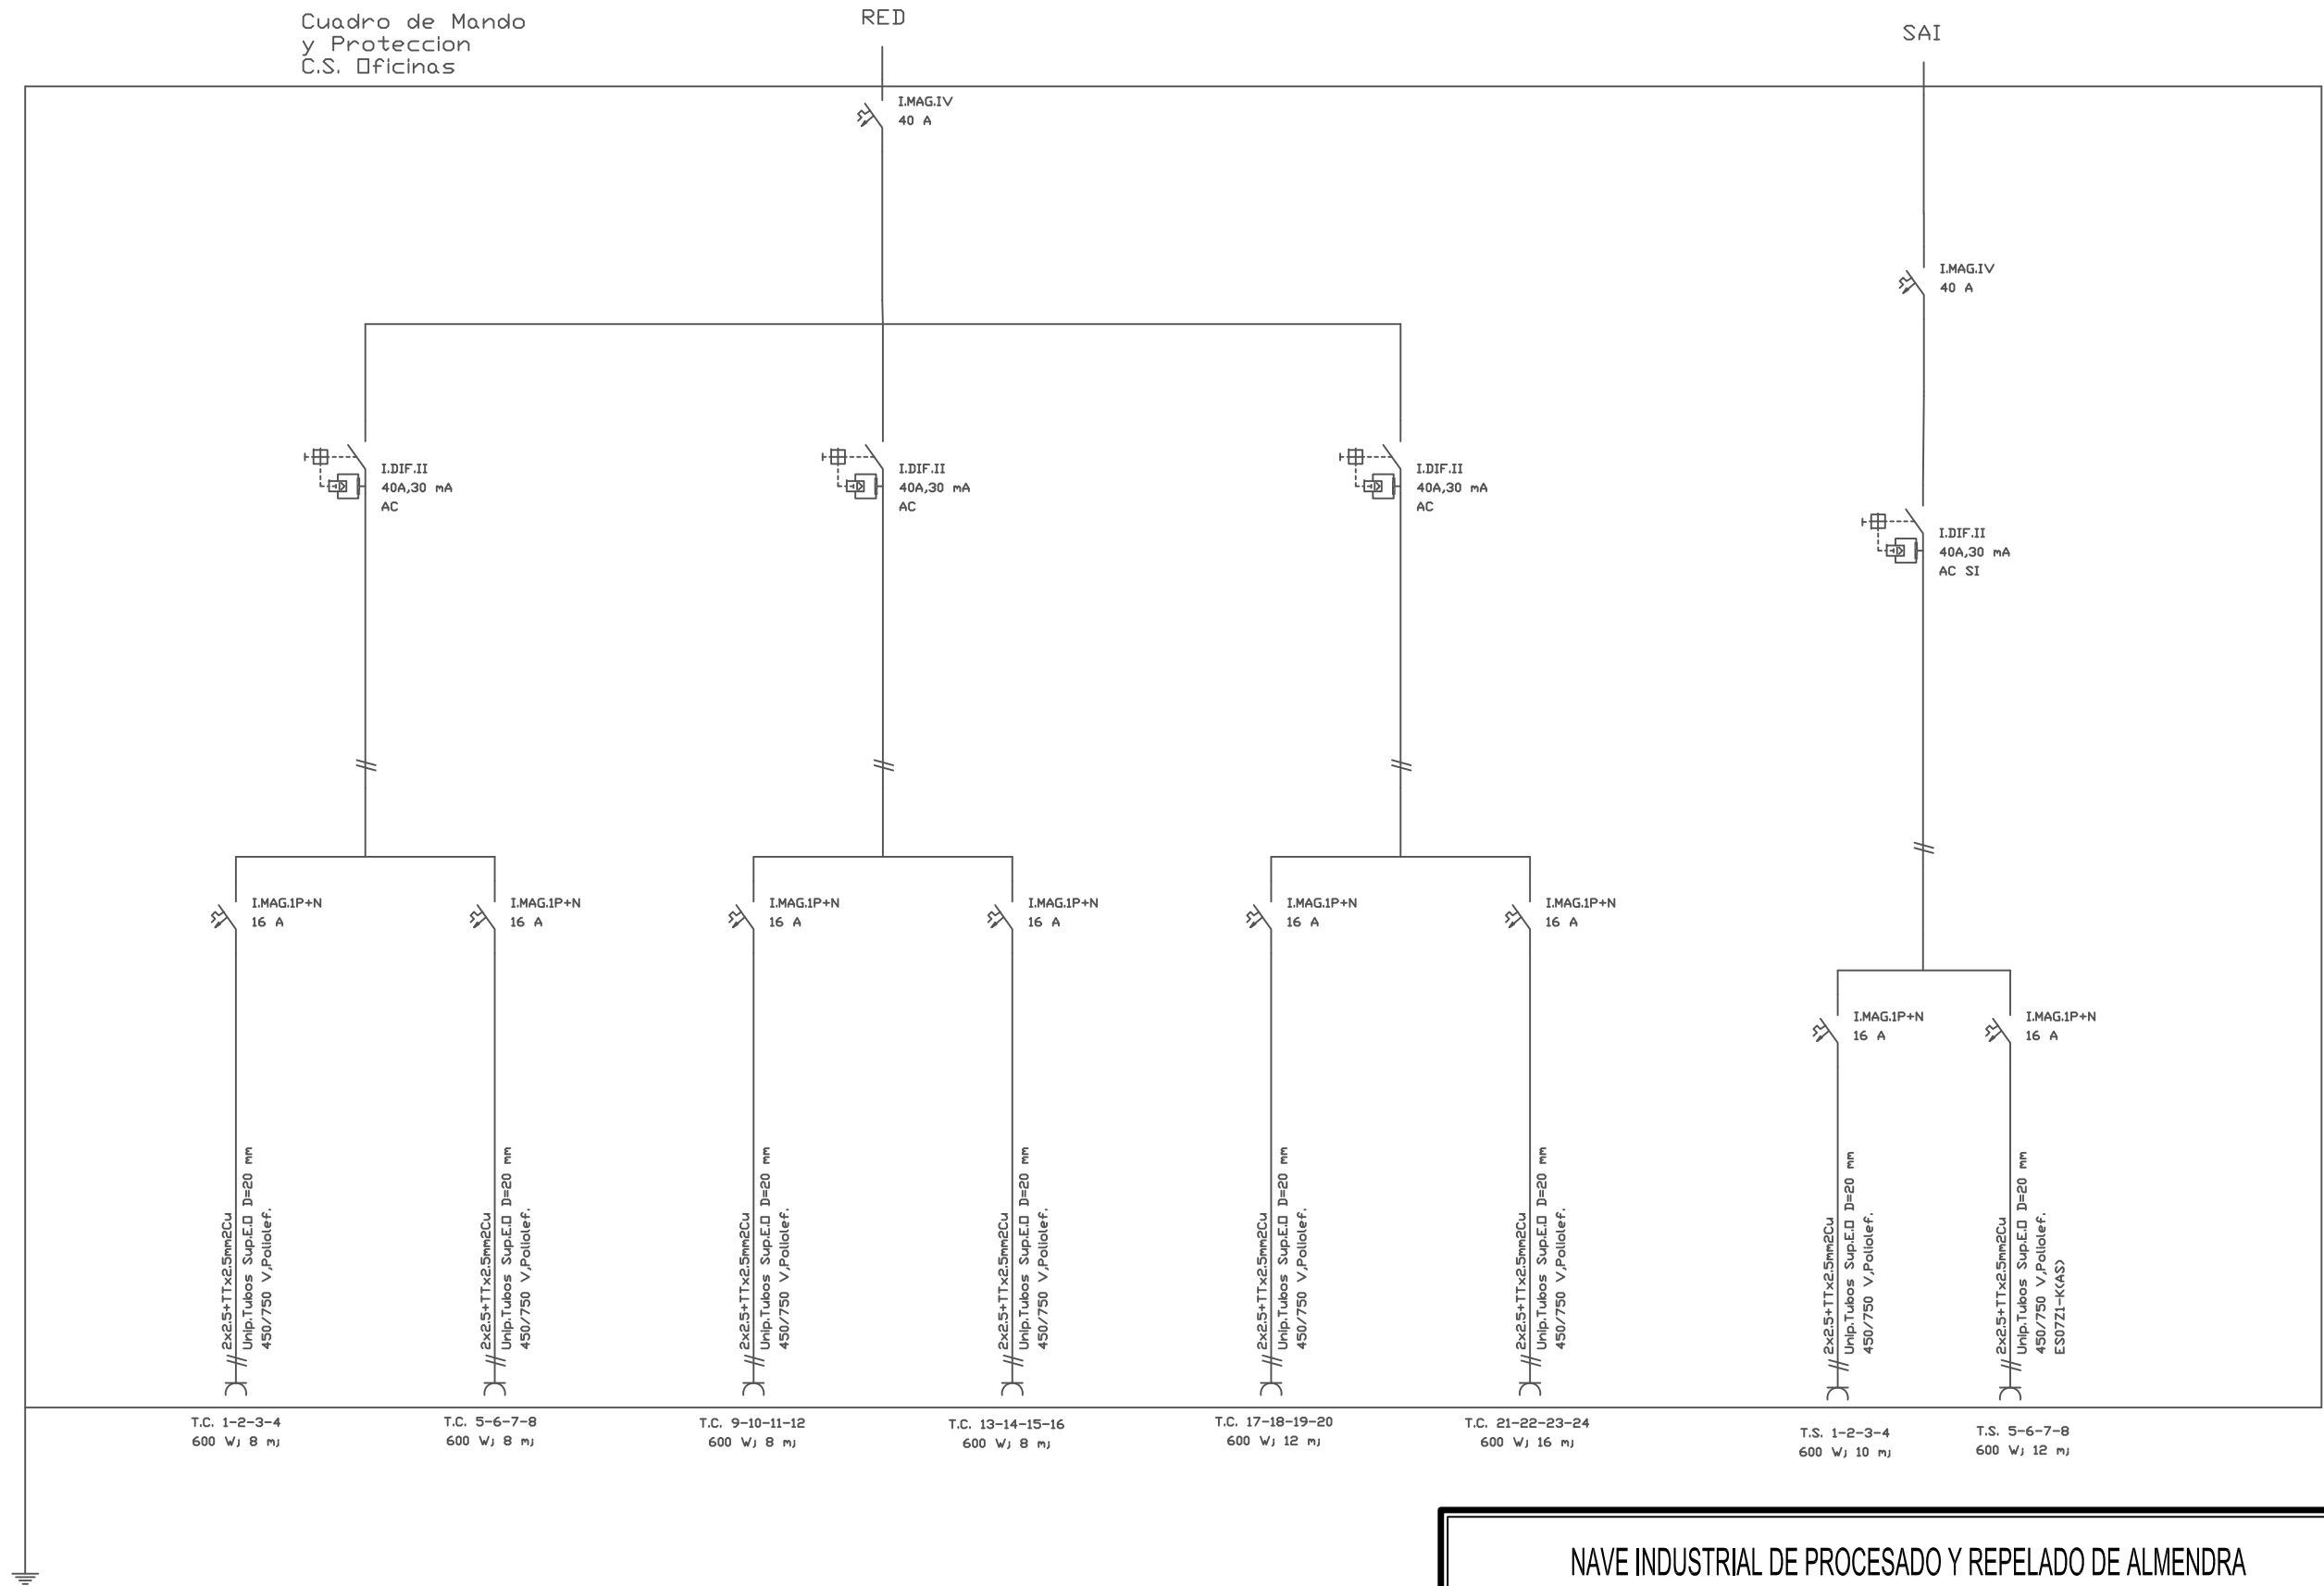 Cuadro de Mando
y Proteccion
C.S. Oficinas
RED
SAI
I.MAG.IV
40 A
I.MAG.IV
40 A
I.DIF.II
40A,30 mA
AC
I.DIF.II
40A,30 mA
AC
I.DIF.II
40A,30 mA
AC
I.DIF.II
40A,30 mA
AC SI
I.MAG.1P+N
16 A
I.MAG.1P+N
16 A
I.MAG.1P+N
16 A
I.MAG.1P+N
16 A
I.MAG.1P+N
16 A
I.MAG.1P+N
16 A
I.MAG.1P+N
16 A
I.MAG.1P+N
16 A
2x2.5+TTx2.5mm2Cu
Unip.Tubos Sup.E.O D=20 mm
450/750 V,Poliolef.
2x2.5+TTx2.5mm2Cu
Unip.Tubos Sup.E.O D=20 mm
450/750 V,Poliolef.
2x2.5+TTx2.5mm2Cu
Unip.Tubos Sup.E.O D=20 mm
450/750 V,Poliolef.
2x2.5+TTx2.5mm2Cu
Unip.Tubos Sup.E.O D=20 mm
450/750 V,Poliolef.
2x2.5+TTx2.5mm2Cu
Unip.Tubos Sup.E.O D=20 mm
450/750 V,Poliolef.
2x2.5+TTx2.5mm2Cu
Unip.Tubos Sup.E.O D=20 mm
450/750 V,Poliolef.
2x2.5+TTx2.5mm2Cu
Unip.Tubos Sup.E.O D=20 mm
450/750 V,Poliolef.
2x2.5+TTx2.5mm2Cu
Unip.Tubos Sup.E.O D=20 mm
450/750 V,Poliolef.
ES07Z1-K(AS)
T.C. 1-2-3-4
600 W; 8 m;
T.C. 5-6-7-8
600 W; 8 m;
T.C. 9-10-11-12
600 W; 8 m;
T.C. 13-14-15-16
600 W; 8 m;
T.C. 17-18-19-20
600 W; 12 m;
T.C. 21-22-23-24
600 W; 16 m;
T.S. 1-2-3-4
600 W; 10 m;
T.S. 5-6-7-8
600 W; 12 m;
NAVE INDUSTRIAL DE PROCESADO Y REPELADO DE ALMENDRA